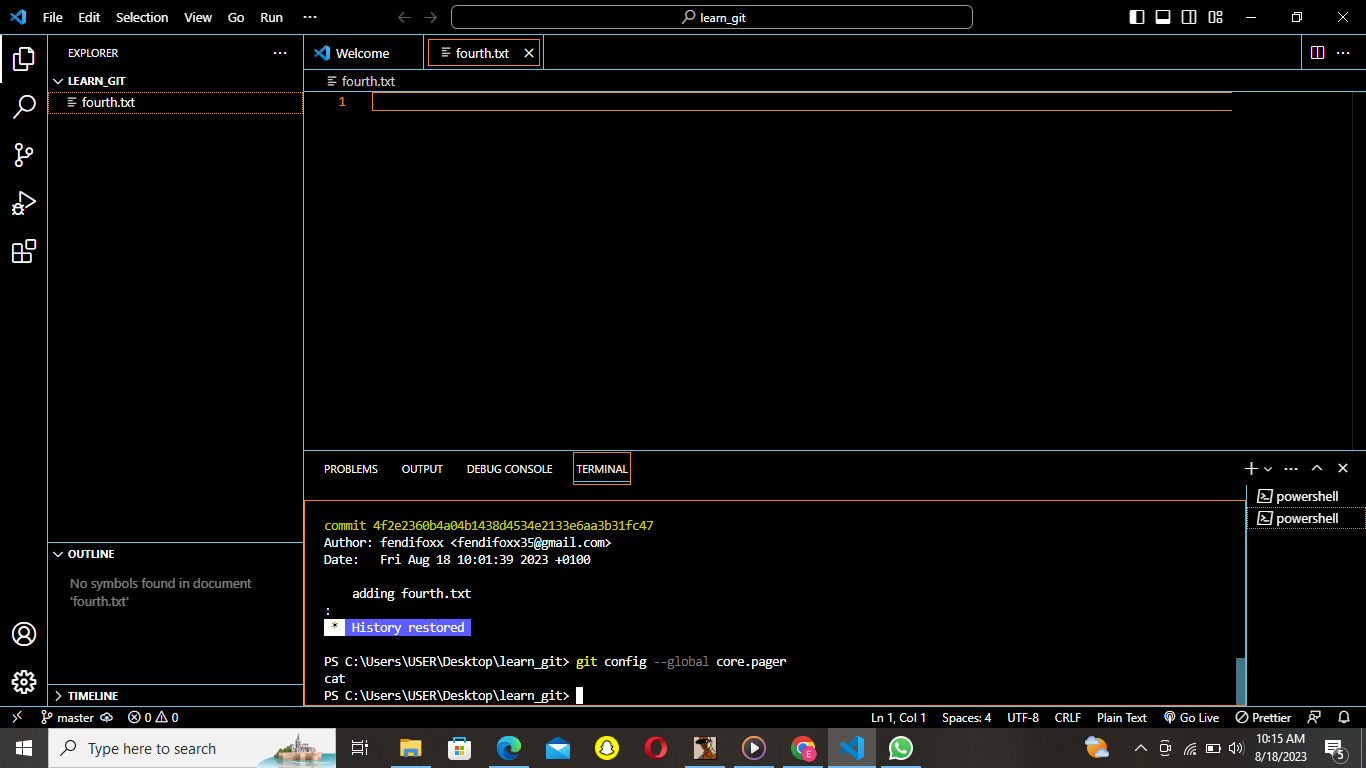 File Edit Selection View Go Run ··· learn_git
EXPLORER ···
LEARN_GIT
fourth.txt
Welcome
fourth.txt
fourth.txt
1
OUTLINE
No symbols found in document
'fourth.txt'
TIMELINE
PROBLEMS OUTPUT DEBUG CONSOLE TERMINAL
commit 4f2e2360b4a04b1438d4534e2133e6aa3b31fc47
Author: fendifoxx <fendifoxx35@gmail.com>
Date:   Fri Aug 18 10:01:39 2023 +0100
adding fourth.txt
:
* History restored
PS C:\Users\USER\Desktop\learn_git> git config --global core.pager
cat
PS C:\Users\USER\Desktop\learn_git>
powershell
powershell
master 0 0 Ln 1, Col 1 Spaces: 4 UTF-8 CRLF Plain Text Go Live Prettier
Type here to search
E
10:15 AM
8/18/2023
5